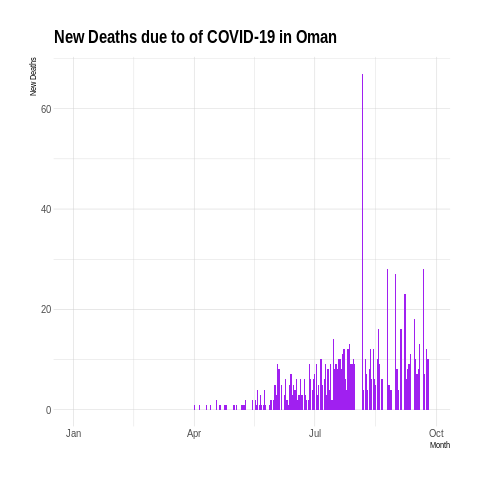 New Deaths due to of COVID-19 in Oman
New Deaths
60
40
20
0
Jan Apr Jul Oct
Month